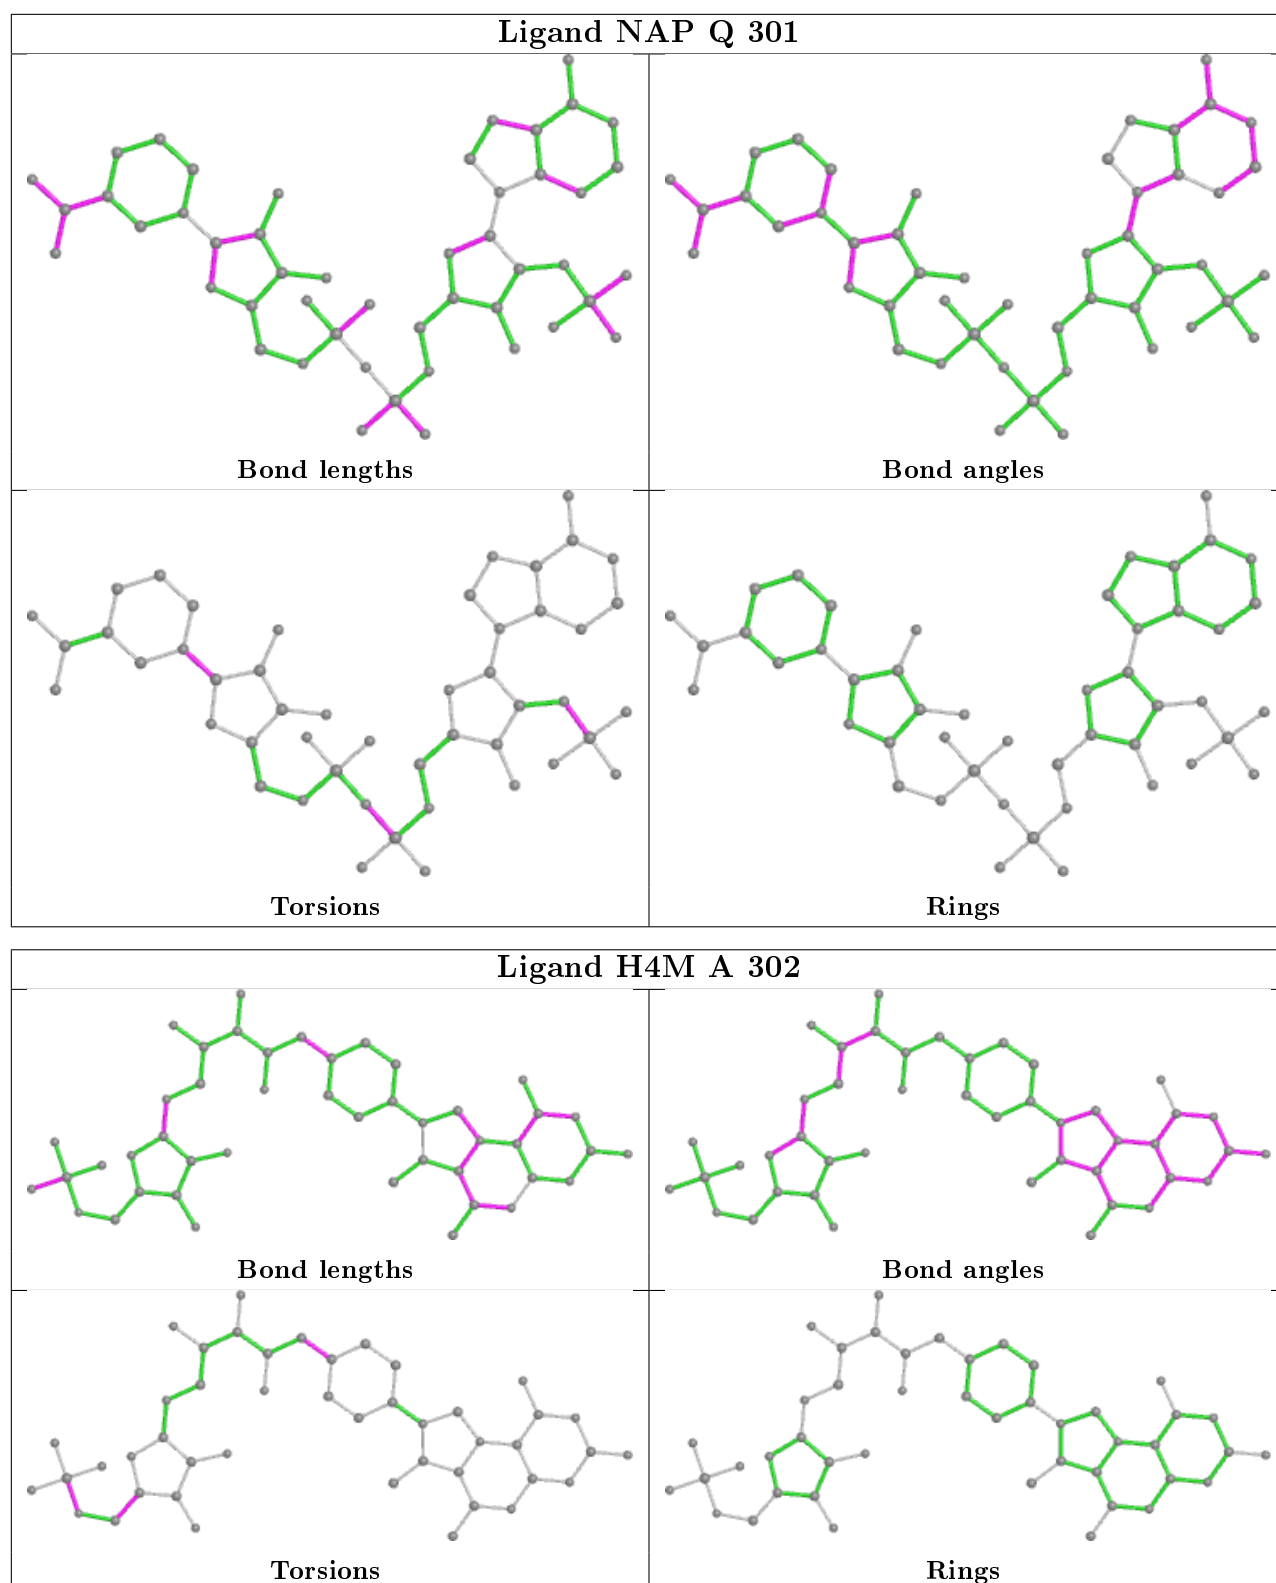 Ligand NAP Q 301
Bond lengths
Bond angles
Torsions
Rings
Ligand H4M A 302
Bond lengths
Bond angles
Torsions
Rings